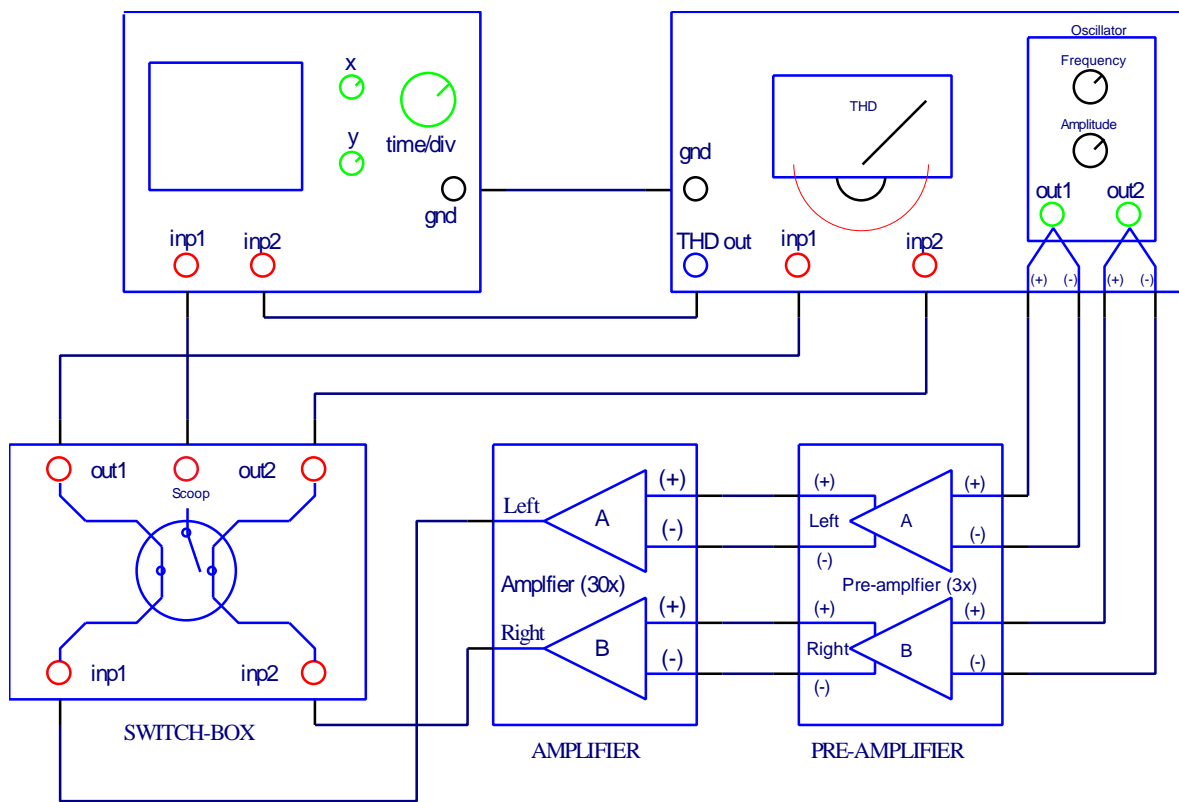 Oscillator
x
Frequency
THD
Amplitude
y
time/div
gnd
gnd
out1
out2
inp1
inp2
THD out
inp1
inp2
(+)
(-)
(+)
(-)
out1
out2
Scoop
inp1
inp2
SWITCH-BOX
Left
A
(+)
(-)
Amplfier (30x)
Right
B
(+)
(-)
AMPLIFIER
(+)
Left
(-)
A
(+)
(-)
Pre-amplfier (3x)
(+)
Right
(-)
B
(+)
(-)
PRE-AMPLIFIER